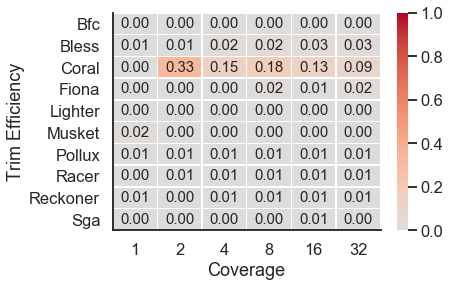 Trim Efficiency
Bfc 0.00 0.00 0.00 0.00 0.00 0.00
Bless 0.01 0.01 0.02 0.02 0.03 0.03
Coral 0.00 0.33 0.15 0.18 0.13 0.09
Fiona 0.00 0.00 0.00 0.02 0.01 0.02
Lighter 0.00 0.00 0.00 0.00 0.00 0.00
Musket 0.02 0.00 0.00 0.00 0.00 0.00
Pollux 0.01 0.01 0.01 0.01 0.01 0.01
Racer 0.01 0.00 0.01 0.01 0.01 0.01
Reckoner 0.01 0.00 0.01 0.01 0.01 0.01
Sga 0.00 0.00 0.00 0.00 0.01 0.00
1 2 4 8 16 32
Coverage
1.0
0.8
0.6
0.4
0.2
0.0